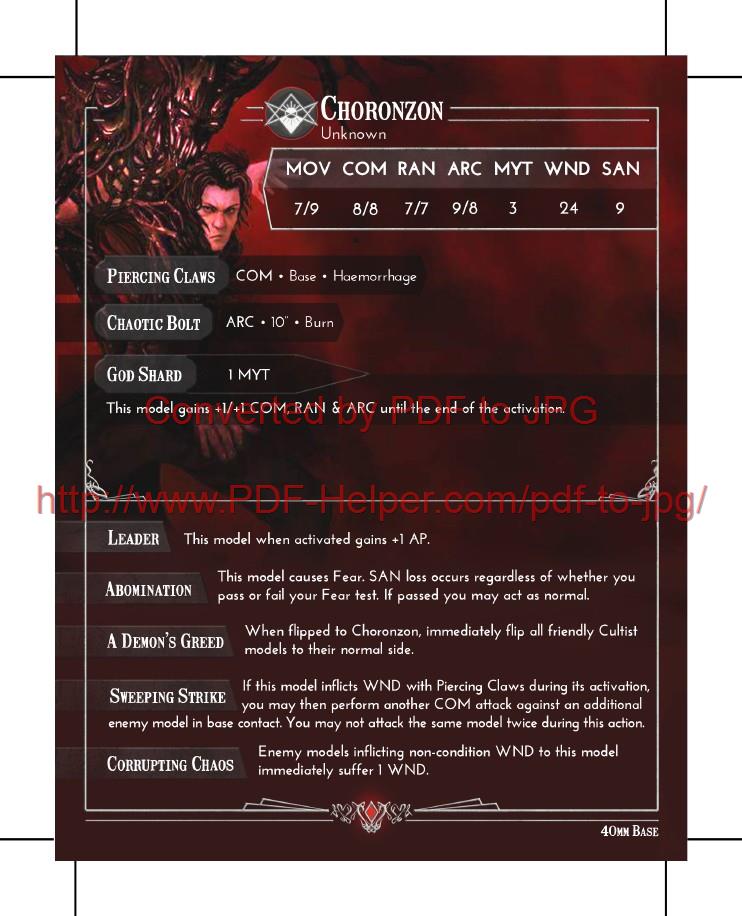 CHORONZON
Unknown
MOV COM RAN ARC MYT WND SAN
7/9 8/8 7/7 9/8 3 24 9
PIERCING CLAWS COM • Base • Haemorrhage
CHAOTIC BOLT ARC • 10" • Burn
GOD SHARD 1 MYT
This model gains +1/+1 COM, RAN & ARC until the end of the activation.
Converted by PDF to JPG
http://www.PDF-Helper.com/pdf-to-jpg/
LEADER This model when activated gains +1 AP.
ABOMINATION This model causes Fear. SAN loss occurs regardless of whether you
pass or fail your Fear test. If passed you may act as normal.
A DEMON'S GREED When flipped to Choronzon, immediately flip all friendly Cultist
models to their normal side.
SWEEPING STRIKE If this model inflicts WND with Piercing Claws during its activation,
you may then perform another COM attack against an additional
enemy model in base contact. You may not attack the same model twice during this action.
CORRUPTING CHAOS Enemy models inflicting non-condition WND to this model
immediately suffer 1 WND.
40MM BASE